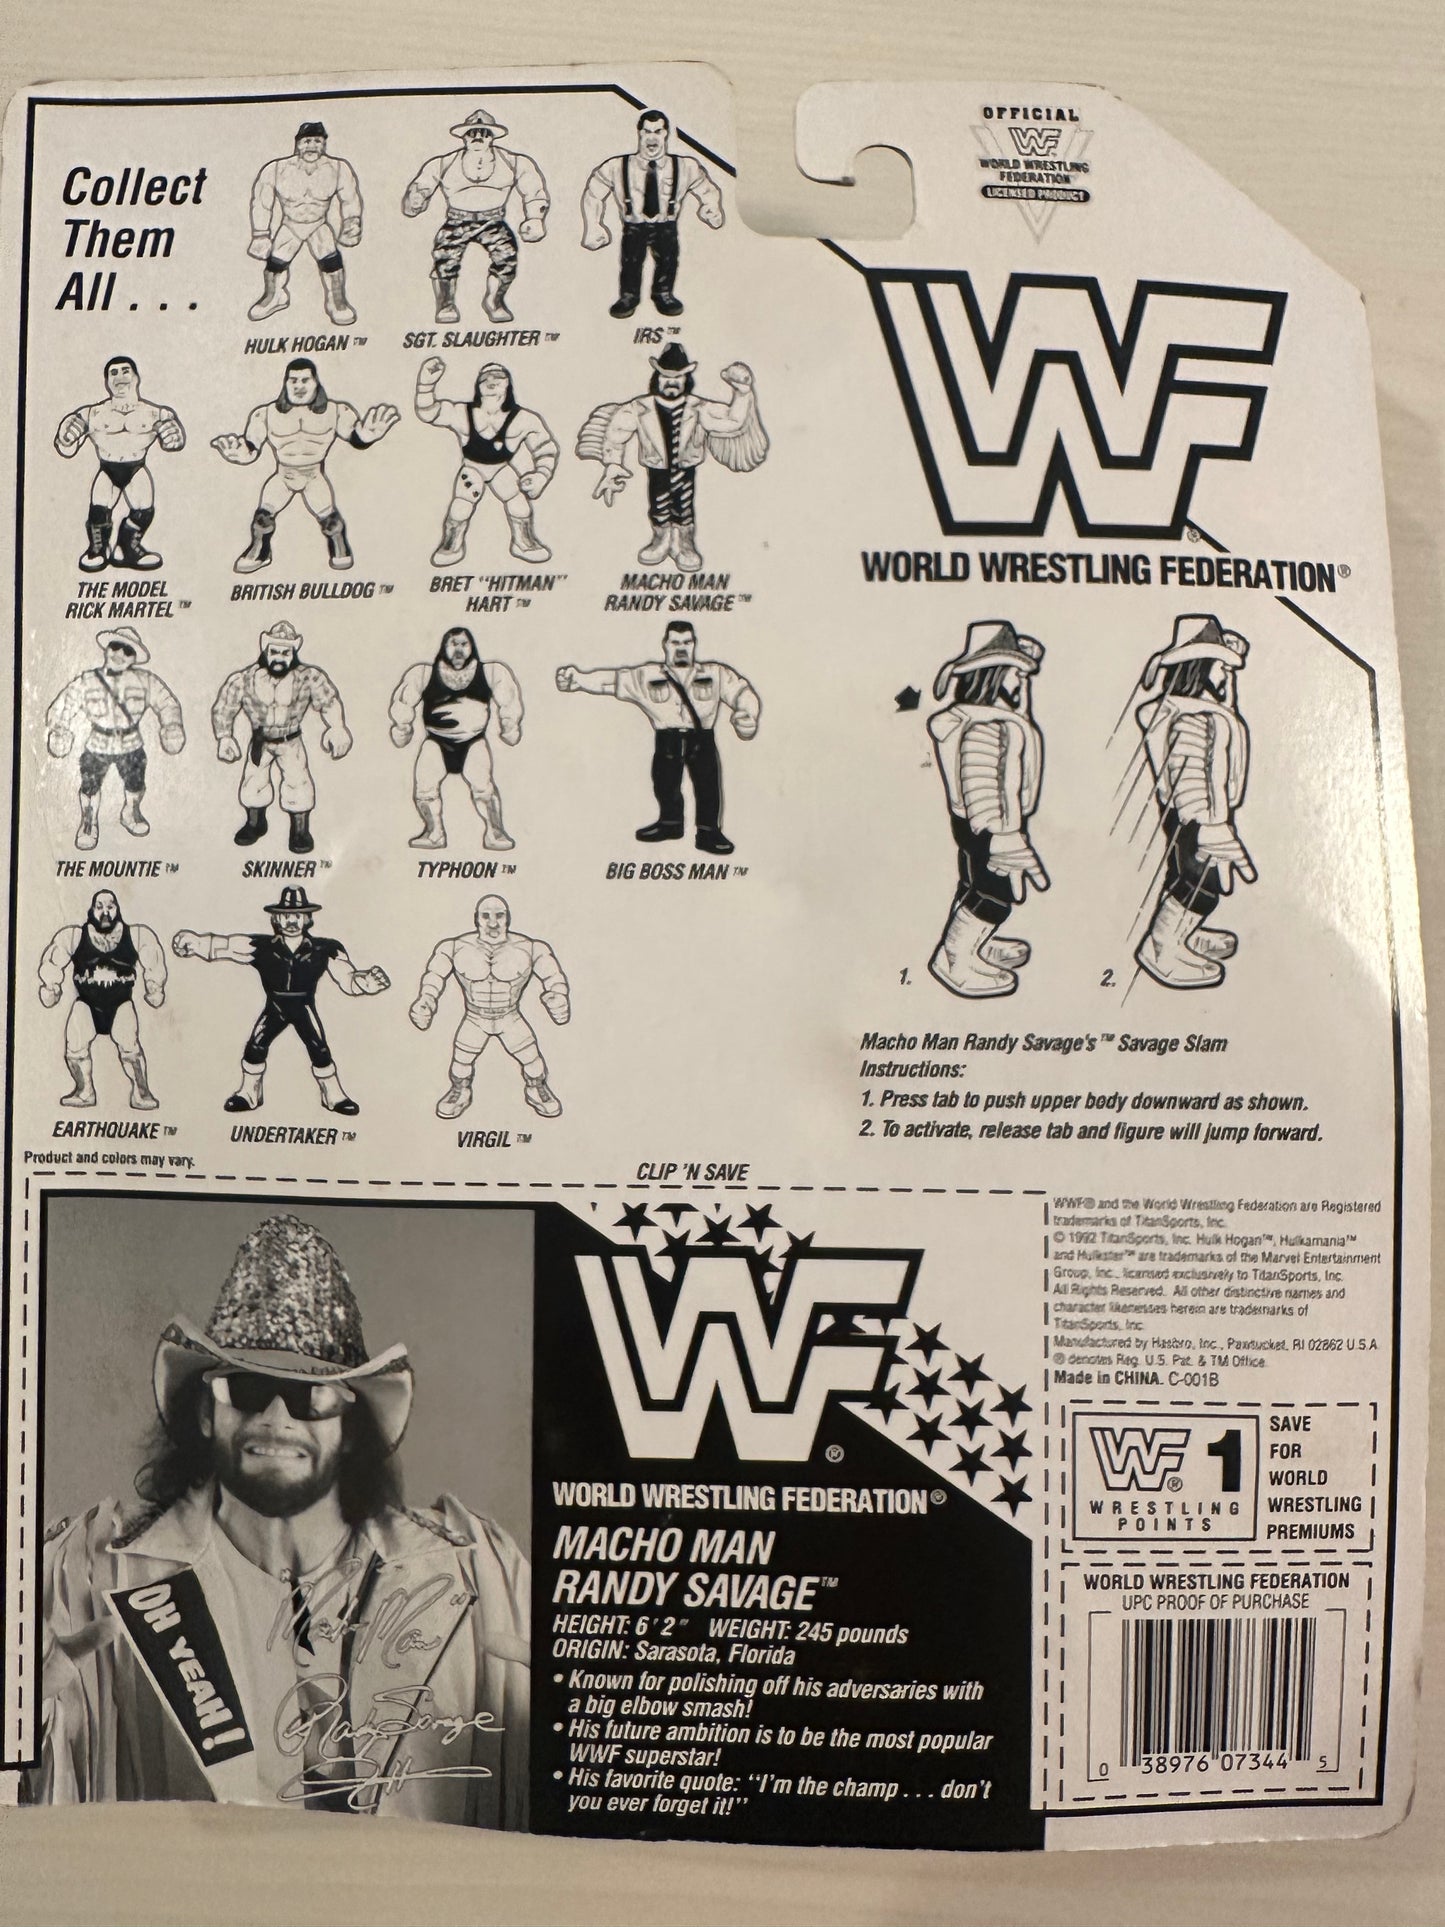 Collect
Them
All . . .
OFFICIAL
WF
WORLD WRESTLING
FEDERATION
LICENSED PRODUCT
HULK HOGAN™
SGT. SLAUGHTER™
IRS™
THE MODEL
RICK MARTEL™
BRITISH BULLDOG™
BRET "HITMAN"
HART™
MACHO MAN
RANDY SAVAGE™
THE MOUNTIE™
SKINNER™
TYPHOON™
BIG BOSS MAN™
EARTHQUAKE™
UNDERTAKER™
VIRGIL™
Product and colors may vary.
WF®
WORLD WRESTLING FEDERATION®
1.
2.
Macho Man Randy Savage's™ Savage Slam
Instructions:
1. Press tab to push upper body downward as shown.
2. To activate, release tab and figure will jump forward.
CLIP 'N SAVE
OH YEAH!
"Macho Man"
Randy Savage
WF®
WORLD WRESTLING FEDERATION®
MACHO MAN
RANDY SAVAGE™
HEIGHT: 6'2" WEIGHT: 245 pounds
ORIGIN: Sarasota, Florida
• Known for polishing off his adversaries with
a big elbow smash!
• His future ambition is to be the most popular
WWF superstar!
• His favorite quote: "I'm the champ . . . don't
you ever forget it!"
WWF® and the World Wrestling Federation are Registered
trademarks of TitanSports, Inc.
© 1992 TitanSports, Inc. Hulk Hogan™, Hulkamania™
and Hulkster™ are trademarks of the Marvel Entertainment
Group, Inc., licensed exclusively to TitanSports, Inc.
All Rights Reserved. All other distinctive names and
character likenesses herein are trademarks of
TitanSports, Inc.
Manufactured by Hasbro, Inc., Pawtucket, RI 02862 U.S.A.
® denotes Reg. U.S. Pat. & TM Office.
Made in CHINA. C-001B
WF® 1
WRESTLING
POINTS
SAVE
FOR
WORLD
WRESTLING
PREMIUMS
WORLD WRESTLING FEDERATION
UPC PROOF OF PURCHASE
0 38976 07344 5